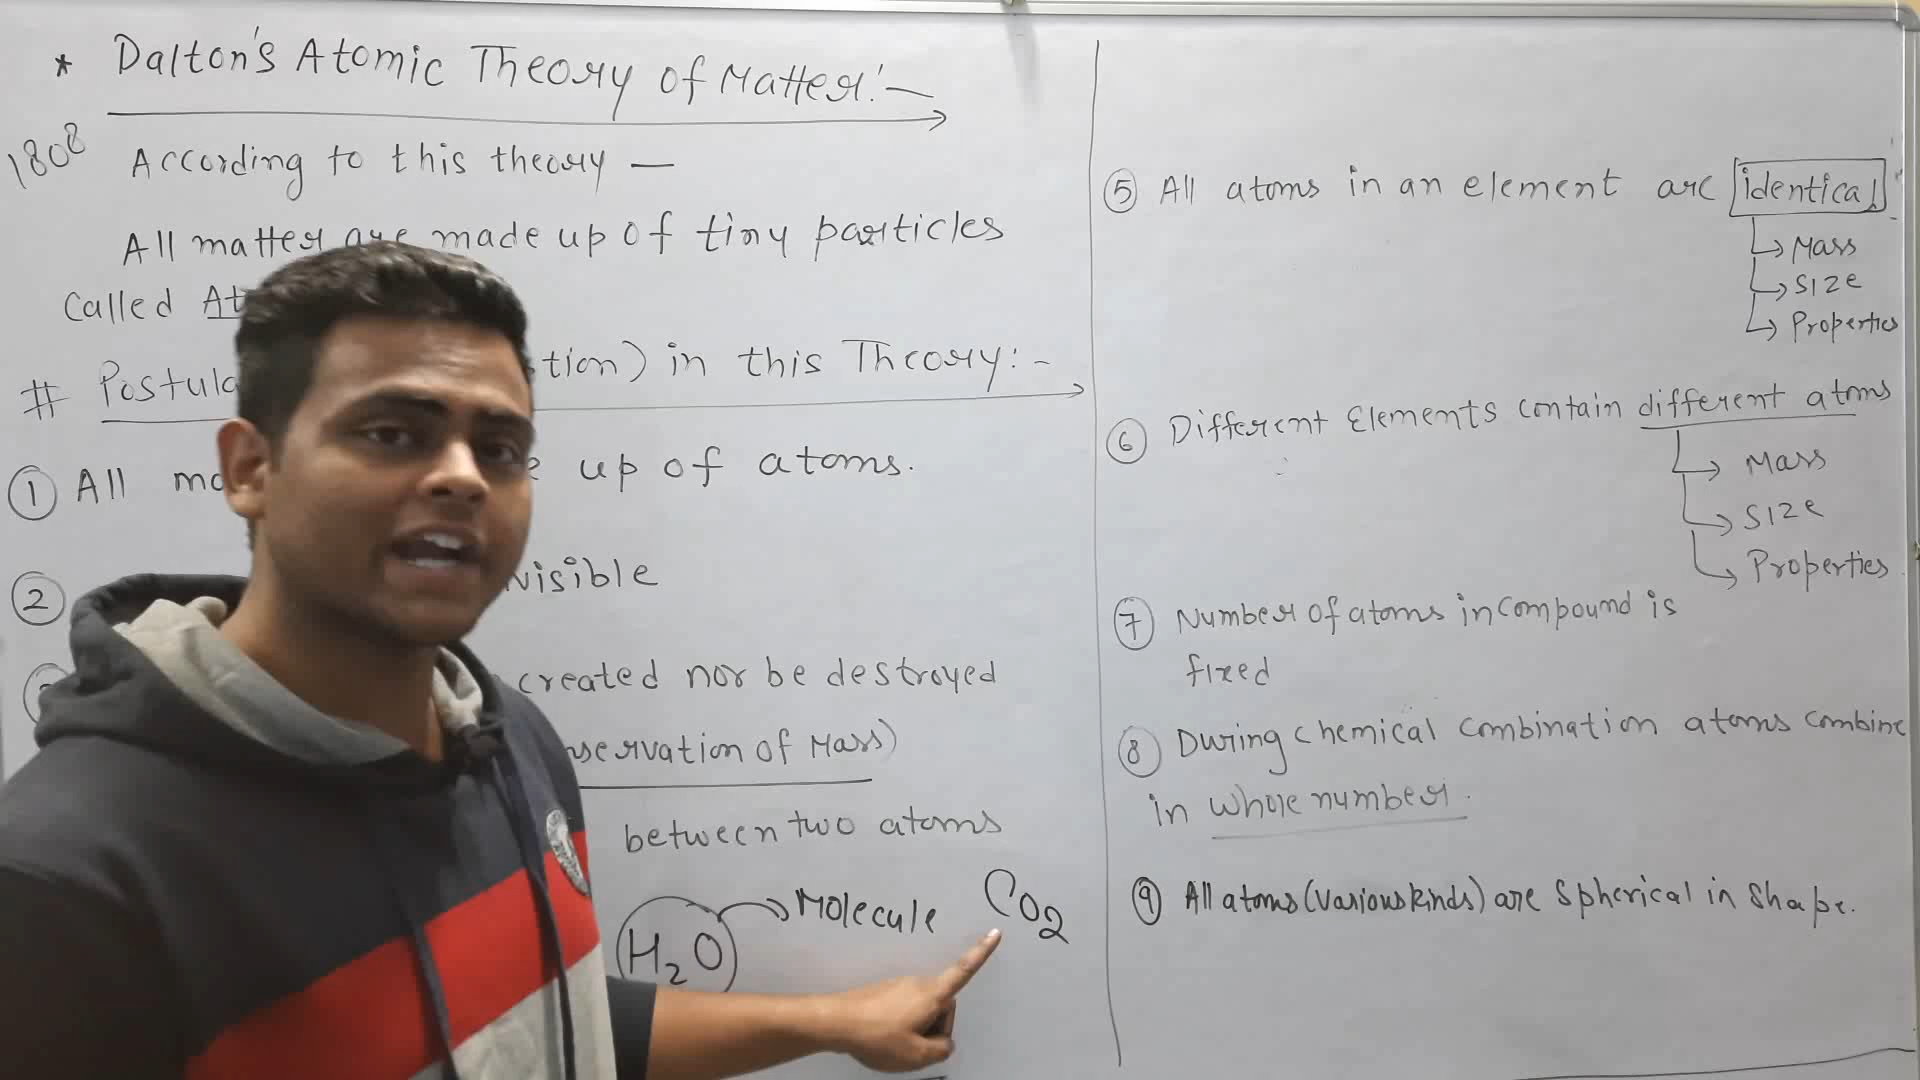 * Dalton's Atomic Theory of Matter:-
1808
According to this theory —
All matter are made up of tiny particles
Called At
# Postula tion) in this Theory:-
① All up of atoms.
② visible
created nor be destroyed
servation of Mass)
between two atoms
H₂O → Molecule CO₂
⑤ All atoms in an element are identical
→ Mass
→ Size
→ Properties
⑥ Different Elements contain different atoms
→ Mass
→ Size
→ Properties
⑦ Number of atoms in compound is
fixed
⑧ During chemical combination atoms combine
in whole number.
⑨ All atoms (various kinds) are Spherical in Shape.